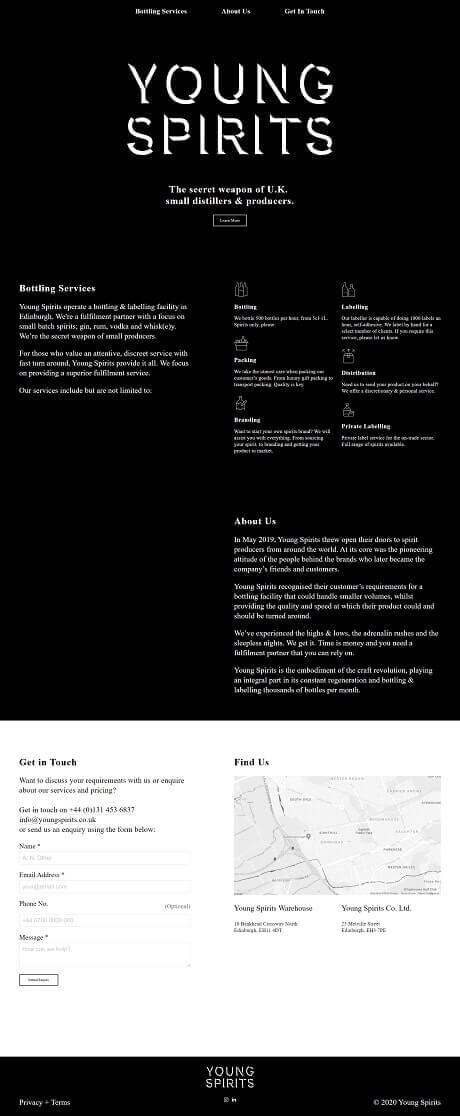 Bottling Services
About Us
Get In Touch
YOUNG
SPIRITS
The secret weapon of U.K.
small distillers & producers.
Learn More
Bottling Services
Young Spirits operate a bottling & labelling facility in
Edinburgh. We're a fulfilment partner with a focus on
small batch spirits; gin, rum, vodka and whisk(e)y.
We're the secret weapon of small producers.
For those who value an attentive, discreet service with
fast turn around, Young Spirits provide it all. We focus
on providing a superior fulfilment service.
Our services include but are not limited to:
Bottling
We bottle 900 bottles per hour, from 5cl-1L.
Spirits only, please.
Labelling
Our labeller is capable of doing 1000 labels an
hour, self-adhesive. We label by hand for a
select number of clients. If you require this
service, please let us know.
Packing
We take the utmost care when packing our
customer's goods. From luxury gift packing to
transport packing. Quality is key.
Distribution
Need us to send your product on your behalf?
We offer a discretionary & personal service.
Branding
Want to start your own spirits brand? We will
assist you with everything. From sourcing
your spirit, to branding and getting your
product to market.
Private Labelling
Private label service for the on-trade sector.
Full range of spirits available.
About Us
In May 2019, Young Spirits threw open their doors to spirit
producers from around the world. At its core was the pioneering
attitude of the people behind the brands who later became the
company's friends and customers.
Young Spirits recognised their customer's requirements for a
bottling facility that could handle smaller volumes, whilst
providing the quality and speed at which their product could and
should be turned around.
We've experienced the highs & lows, the adrenalin rushes and the
sleepless nights. We get it. Time is money and you need a
fulfilment partner that you can rely on.
Young Spirits is the embodiment of the craft revolution, playing
an integral part in its constant regeneration and bottling &
labelling thousands of bottles per month.
Get in Touch
Want to discuss your requirements with us or enquire
about our services and pricing?
Get in touch on +44 (0)131 453 6837
info@youngspirits.co.uk
or send us an enquiry using the form below:
Name *
A. N. Other
Email Address *
your@email.com
Phone No.
(Optional)
+44 0700 0000 000
Message *
How can we help?
Find Us
SOUTH GYLE
Young Spirits Warehouse
Edinburgh, EH11 4DT
Young Spirits Co. Ltd.
23 Melville Street
Edinburgh, EH3 7PE
YOUNG
SPIRITS
Privacy + Terms
© 2020 Young Spirits